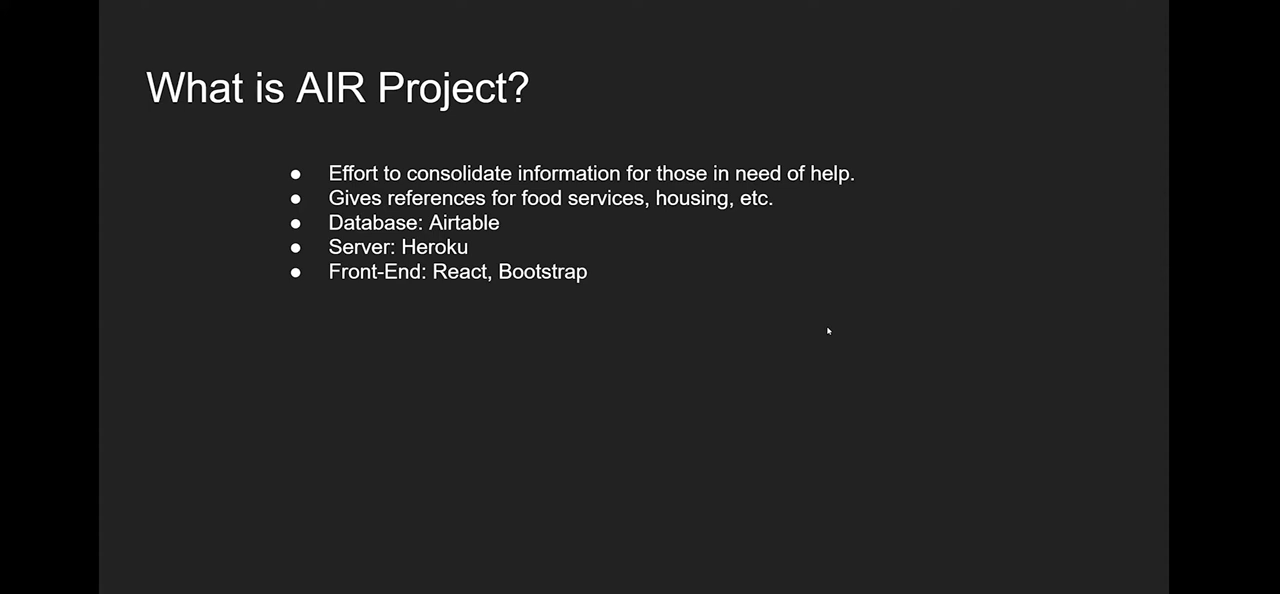 What is AIR Project?
● Effort to consolidate information for those in need of help.
● Gives references for food services, housing, etc.
● Database: Airtable
● Server: Heroku
● Front-End: React, Bootstrap